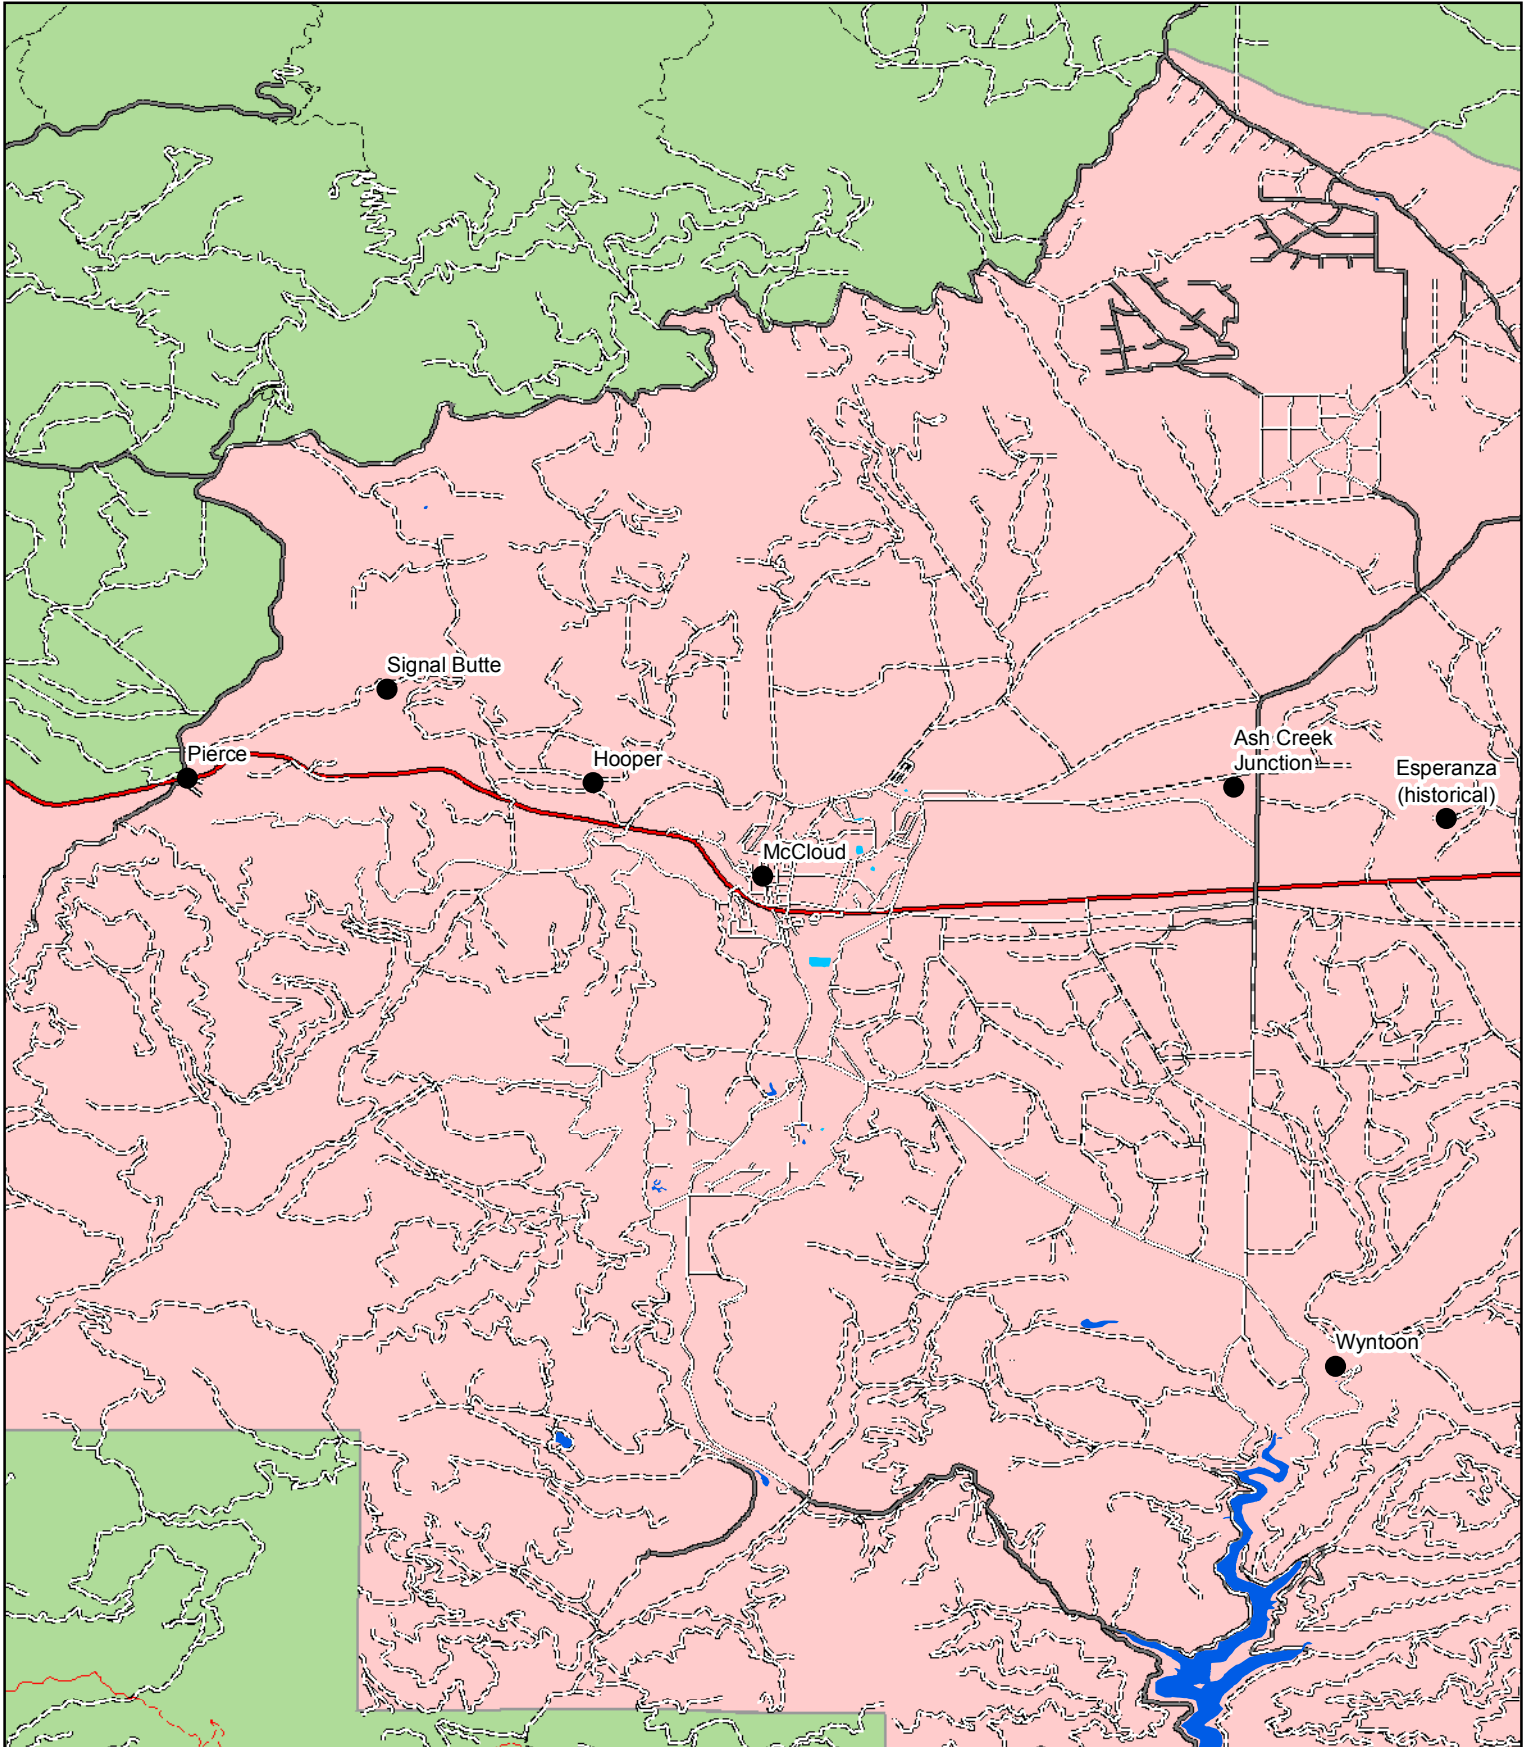 Signal Butte
Pierce
Hooper
Ash Creek
Junction
Esperanza
(historical)
McCloud
Wyntoon